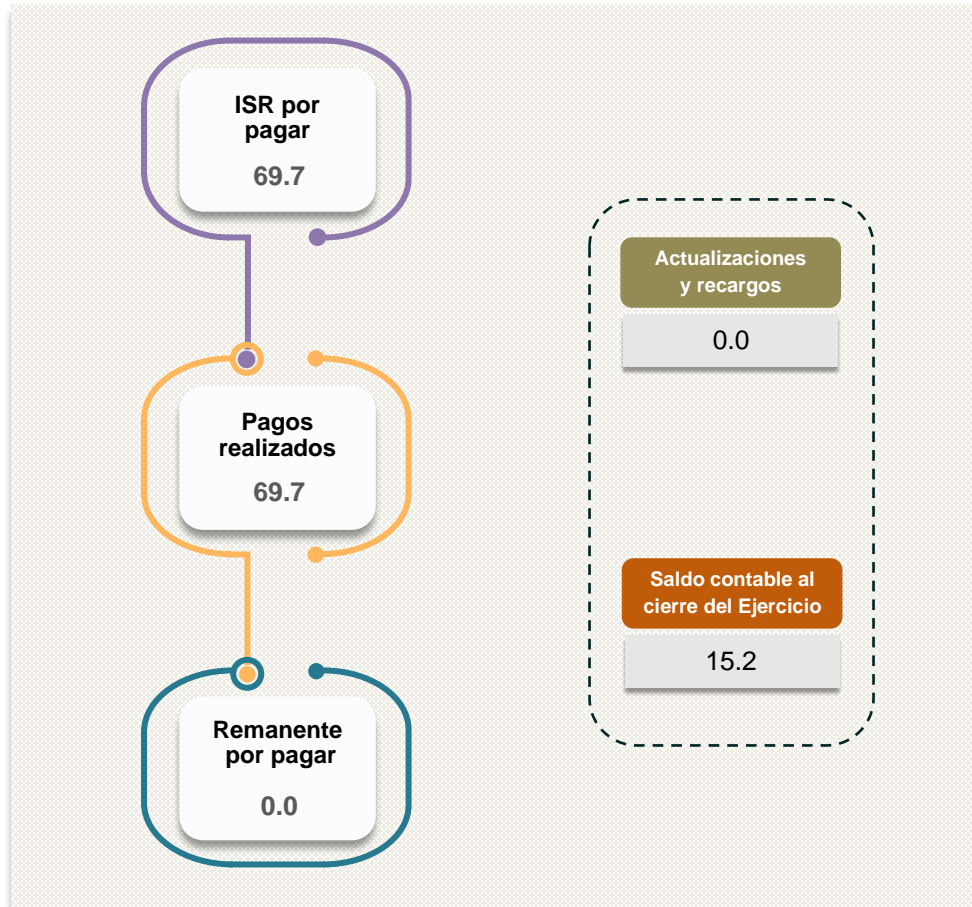 ISR por
pagar
69.7
Pagos
realizados
69.7
Remanente
por pagar
0.0
Actualizaciones
y recargos
0.0
Saldo contable al
cierre del Ejercicio
15.2